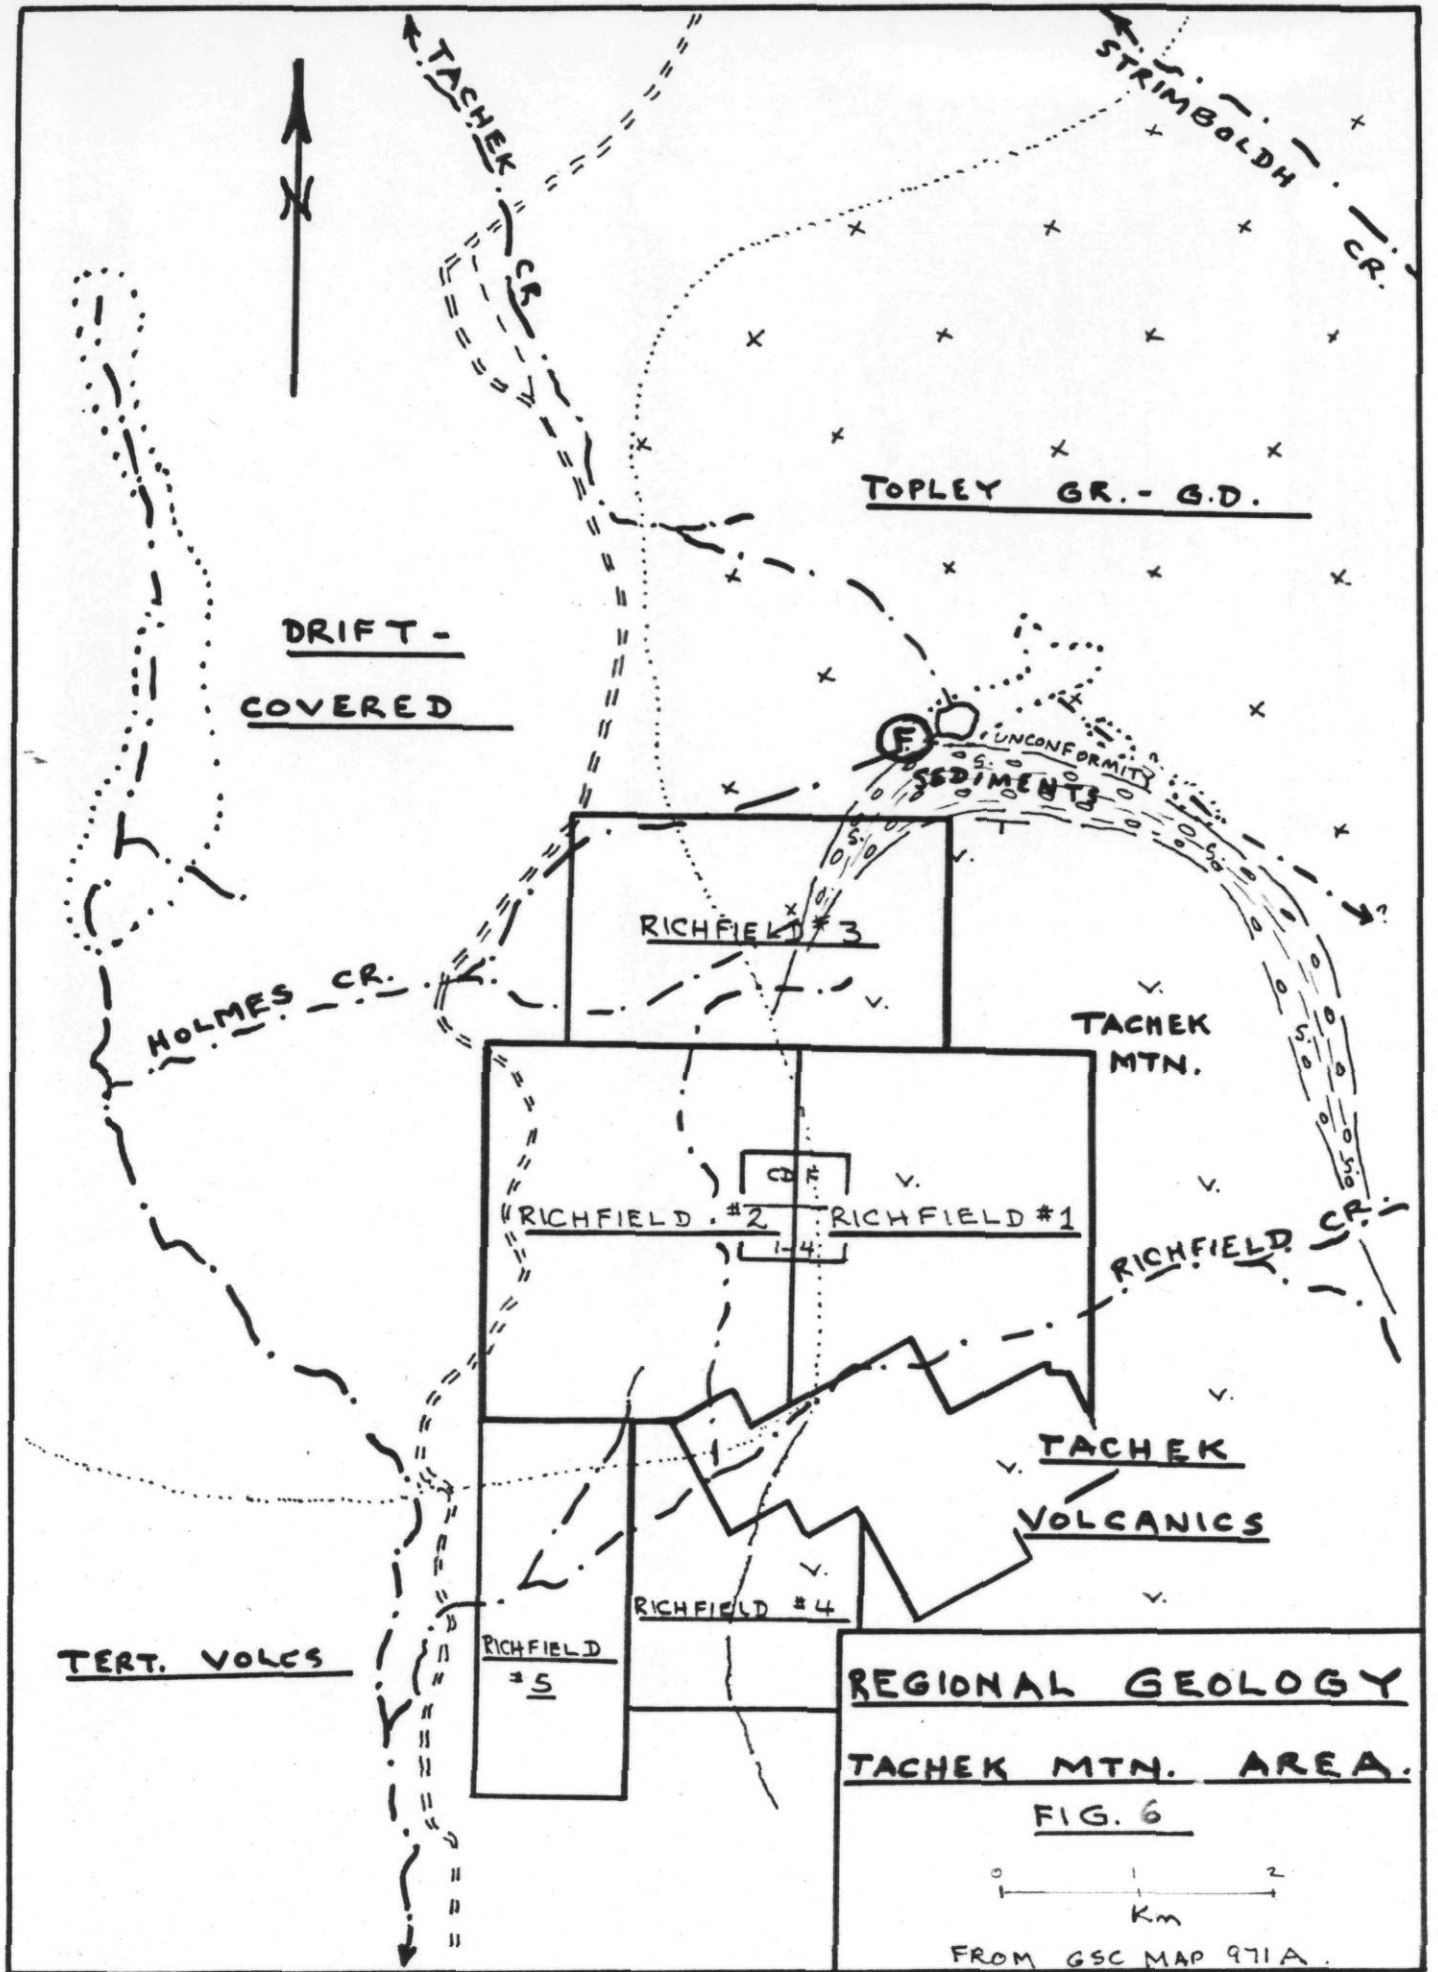 TACHEK
CR.
STRIMBOLDH
CR.
N
TOPLEY GR. - G.D.
DRIFT -
COVERED
F
UNCONFORMITY
SEDIMENTS
S.
S.
S.
S.
S.
RICHFIELD #3
HOLMES CR.
TACHEK
MTN.
CDF
RICHFIELD #2
RICHFIELD #1
1-4
RICHFIELD CR.
TACHEK
VOLCANICS
RICHFIELD #4
RICHFIELD
#5
TERT. VOLCS
REGIONAL GEOLOGY
TACHEK MTN. AREA.
FIG. 6
0 1 2
Km
FROM GSC MAP 971A.